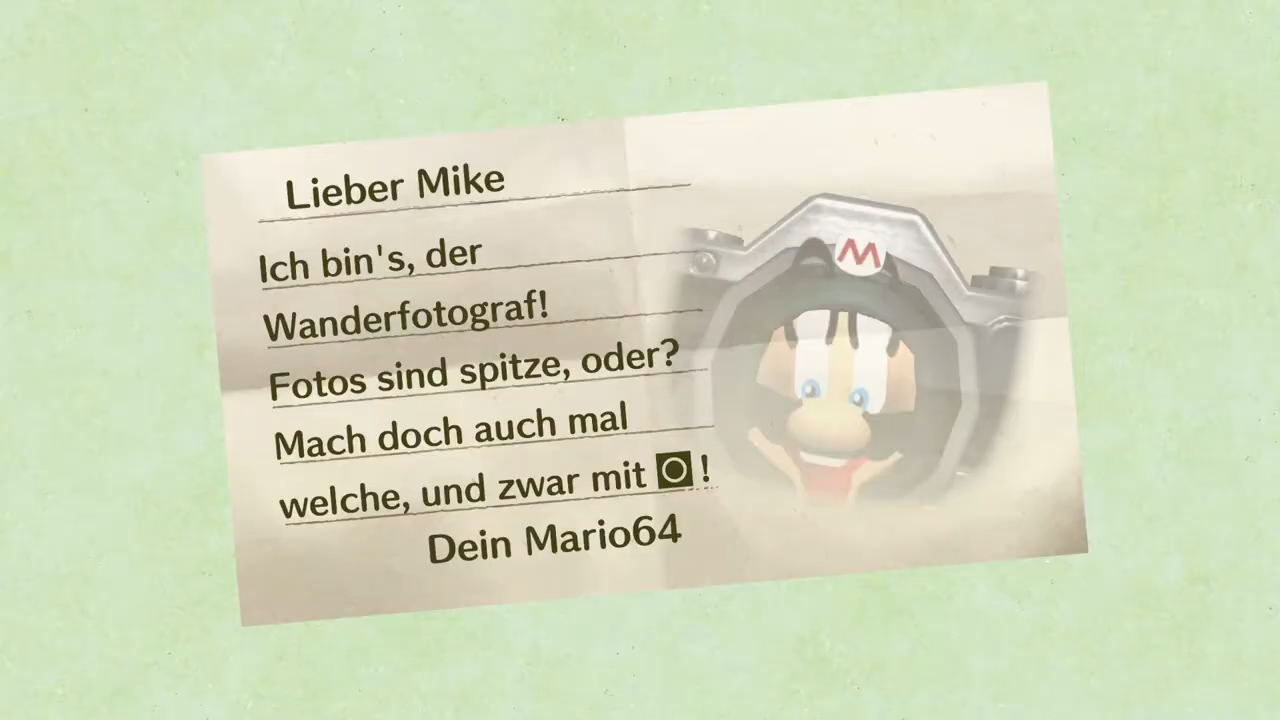 Lieber Mike
Ich bin's, der
Wanderfotograf!
Fotos sind spitze, oder?
Mach doch auch mal
welche, und zwar mit !
Dein Mario64
M